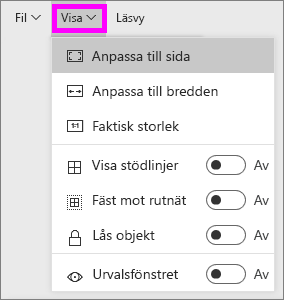 Fil Visa Läsvy
Anpassa till sida
Anpassa till bredden
Faktisk storlek
Visa stödlinjer Av
Fäst mot rutnät Av
Lås objekt Av
Urvalsfönstret Av